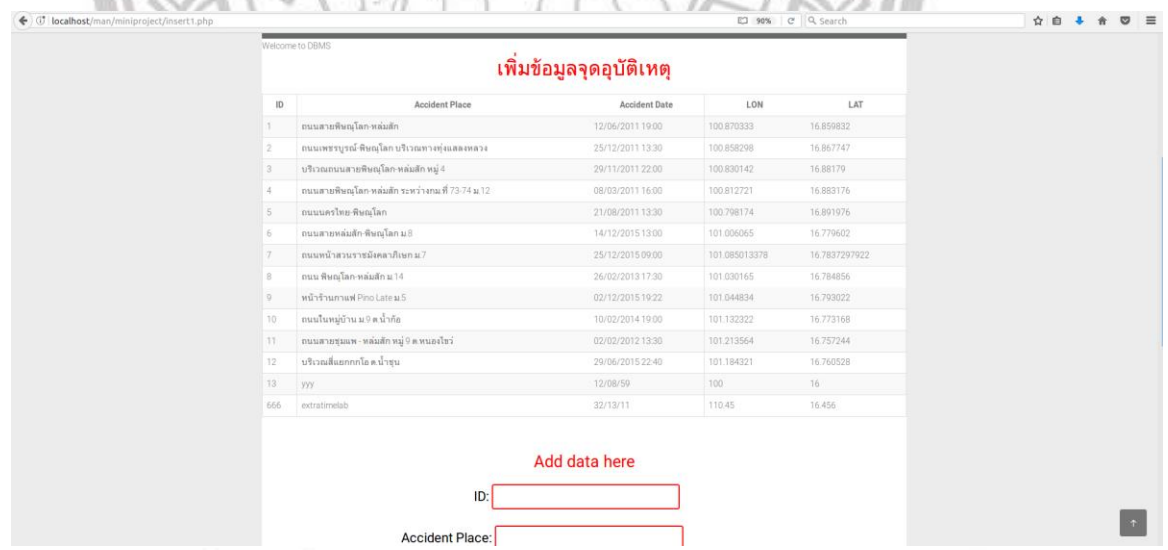 localhost/man/miniproject/insert1.php 90% Search
Welcome to DBMS
เพิ่มข้อมูลจุดอุบัติเหตุ
ID Accident Place Accident Date LON LAT
1 ถนนสายพิษณุโลก-หล่มสัก 12/06/2011 19:00 100.870333 16.859832
2 ถนนเพชรบูรณ์-พิษณุโลก บริเวณทางทุ่งแสลงหลวง 25/12/2011 13:30 100.858298 16.867747
3 บริเวณถนนสายพิษณุโลก-หล่มสัก หมู่ 4 29/11/2011 22:00 100.830142 16.88179
4 ถนนสายพิษณุโลก-หล่มสัก ระหว่างกม.ที่ 73-74 ม.12 08/03/2011 16:00 100.812721 16.883176
5 ถนนนครไทย-พิษณุโลก 21/08/2011 13:30 100.798174 16.891976
6 ถนนสายหล่มสัก-พิษณุโลก ม.8 14/12/2015 13:00 101.006065 16.779602
7 ถนนหน้าสวนราชมังคลาภิเษก ม.7 25/12/2015 09:00 101.085013378 16.7837297922
8 ถนน พิษณุโลก-หล่มสัก ม.14 26/02/2013 17:30 101.030165 16.784856
9 หน้าร้านกาแฟ Pino Late ม.5 02/12/2015 19:22 101.044834 16.793022
10 ถนนในหมู่บ้าน ม.9 ต.น้ำก้อ 10/02/2014 19:00 101.132322 16.773168
11 ถนนสายชุมแพ - หล่มสัก หมู่ 9 ต.หนองไขว่ 02/02/2012 13:30 101.213564 16.757244
12 บริเวณสี่แยกกกโอ ต.น้ำชุน 29/06/2015 22:40 101.184321 16.760528
13 yyy 12/08/59 100 16
666 extratimelab 32/13/11 110.45 16.456
Add data here
ID:
Accident Place: